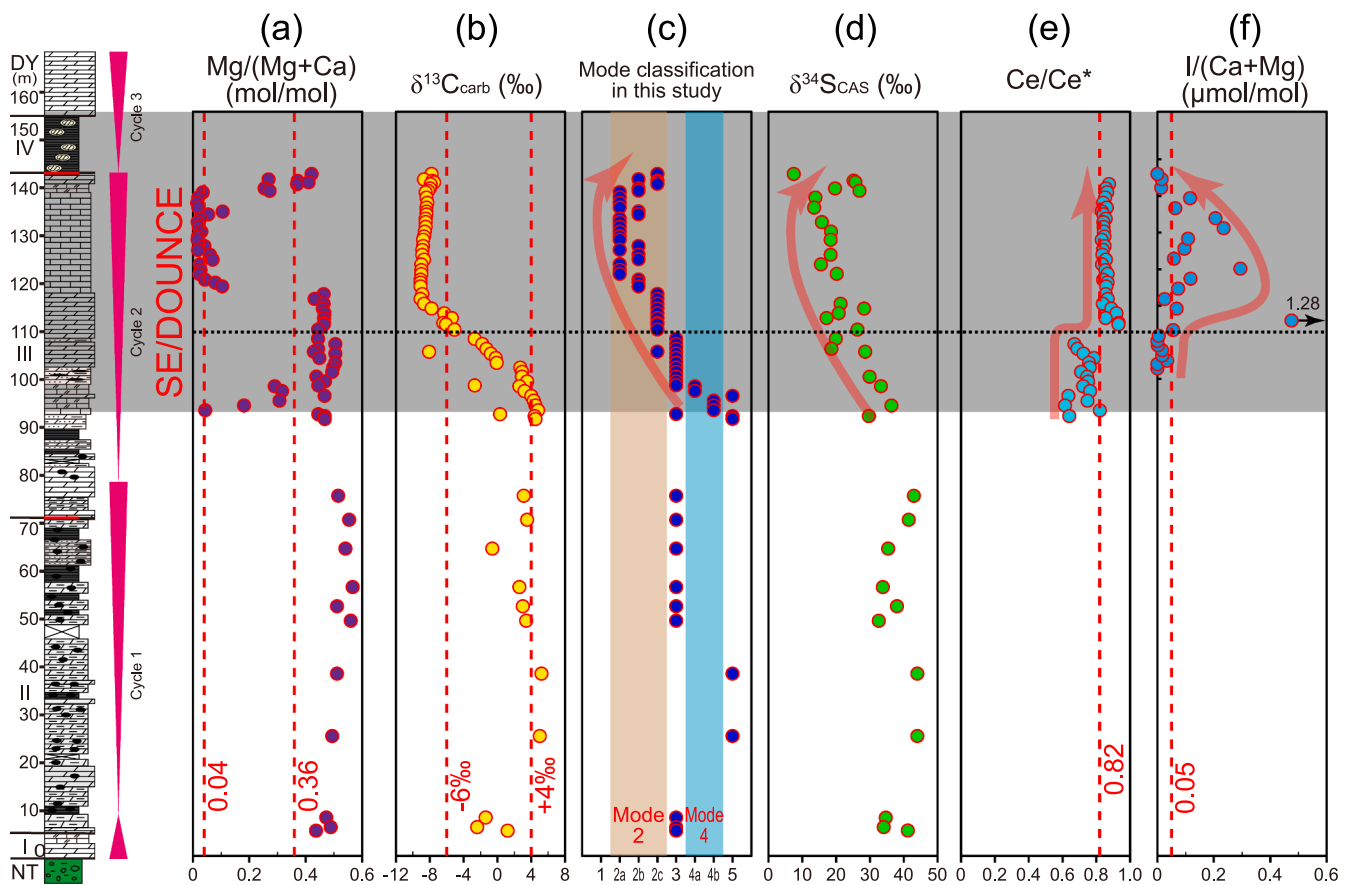 (a)
(b)
(c)
(d)
(e)
(f)
DY
(m)
Mg/(Mg+Ca)
(mol/mol)
δ¹³Ccarb (‰)
Mode classification
in this study
δ³⁴SCAS (‰)
Ce/Ce*
I/(Ca+Mg)
(μmol/mol)
160
150
IV
140
130
120
110
III
100
90
80
70
60
50
40
II
30
20
10
I 0
NT
Cycle 3
Cycle 2
Cycle 1
SE/DOUNCE
0.04
0.36
-6‰
+4‰
Mode
2
Mode
4
0.82
0.05
1.28
0 0.2 0.4 0.6
-12 -8 -4 0 4 8
1 2a 2b 2c 3 4a 4b 5
0 10 20 30 40 50
0 0.2 0.4 0.6 0.8 1.0
0 0.2 0.4 0.6